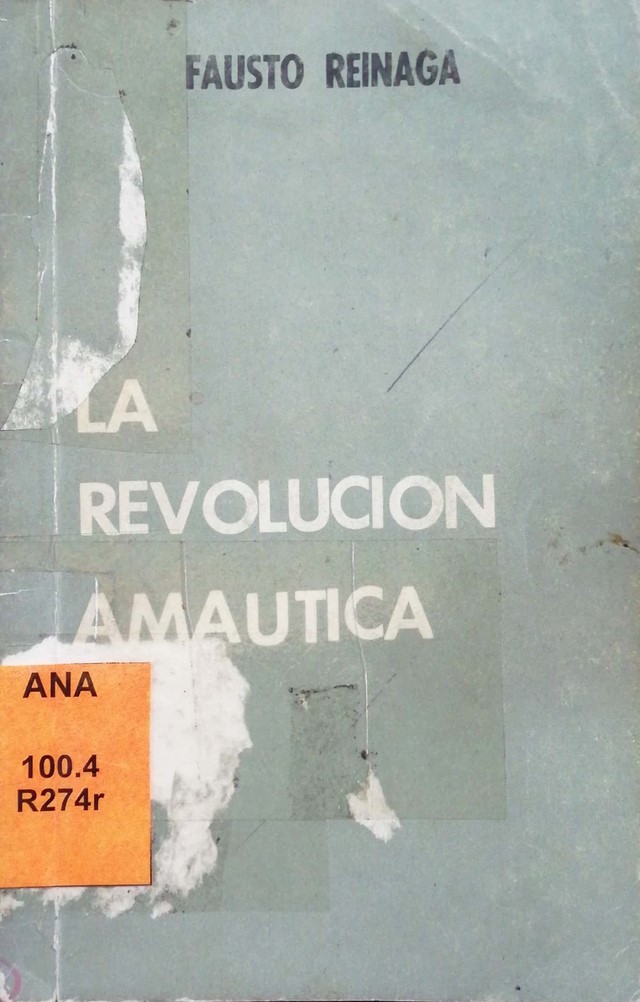 FAUSTO REINAGA
LA
REVOLUCION
AMAUTICA
ANA
100.4
R274r